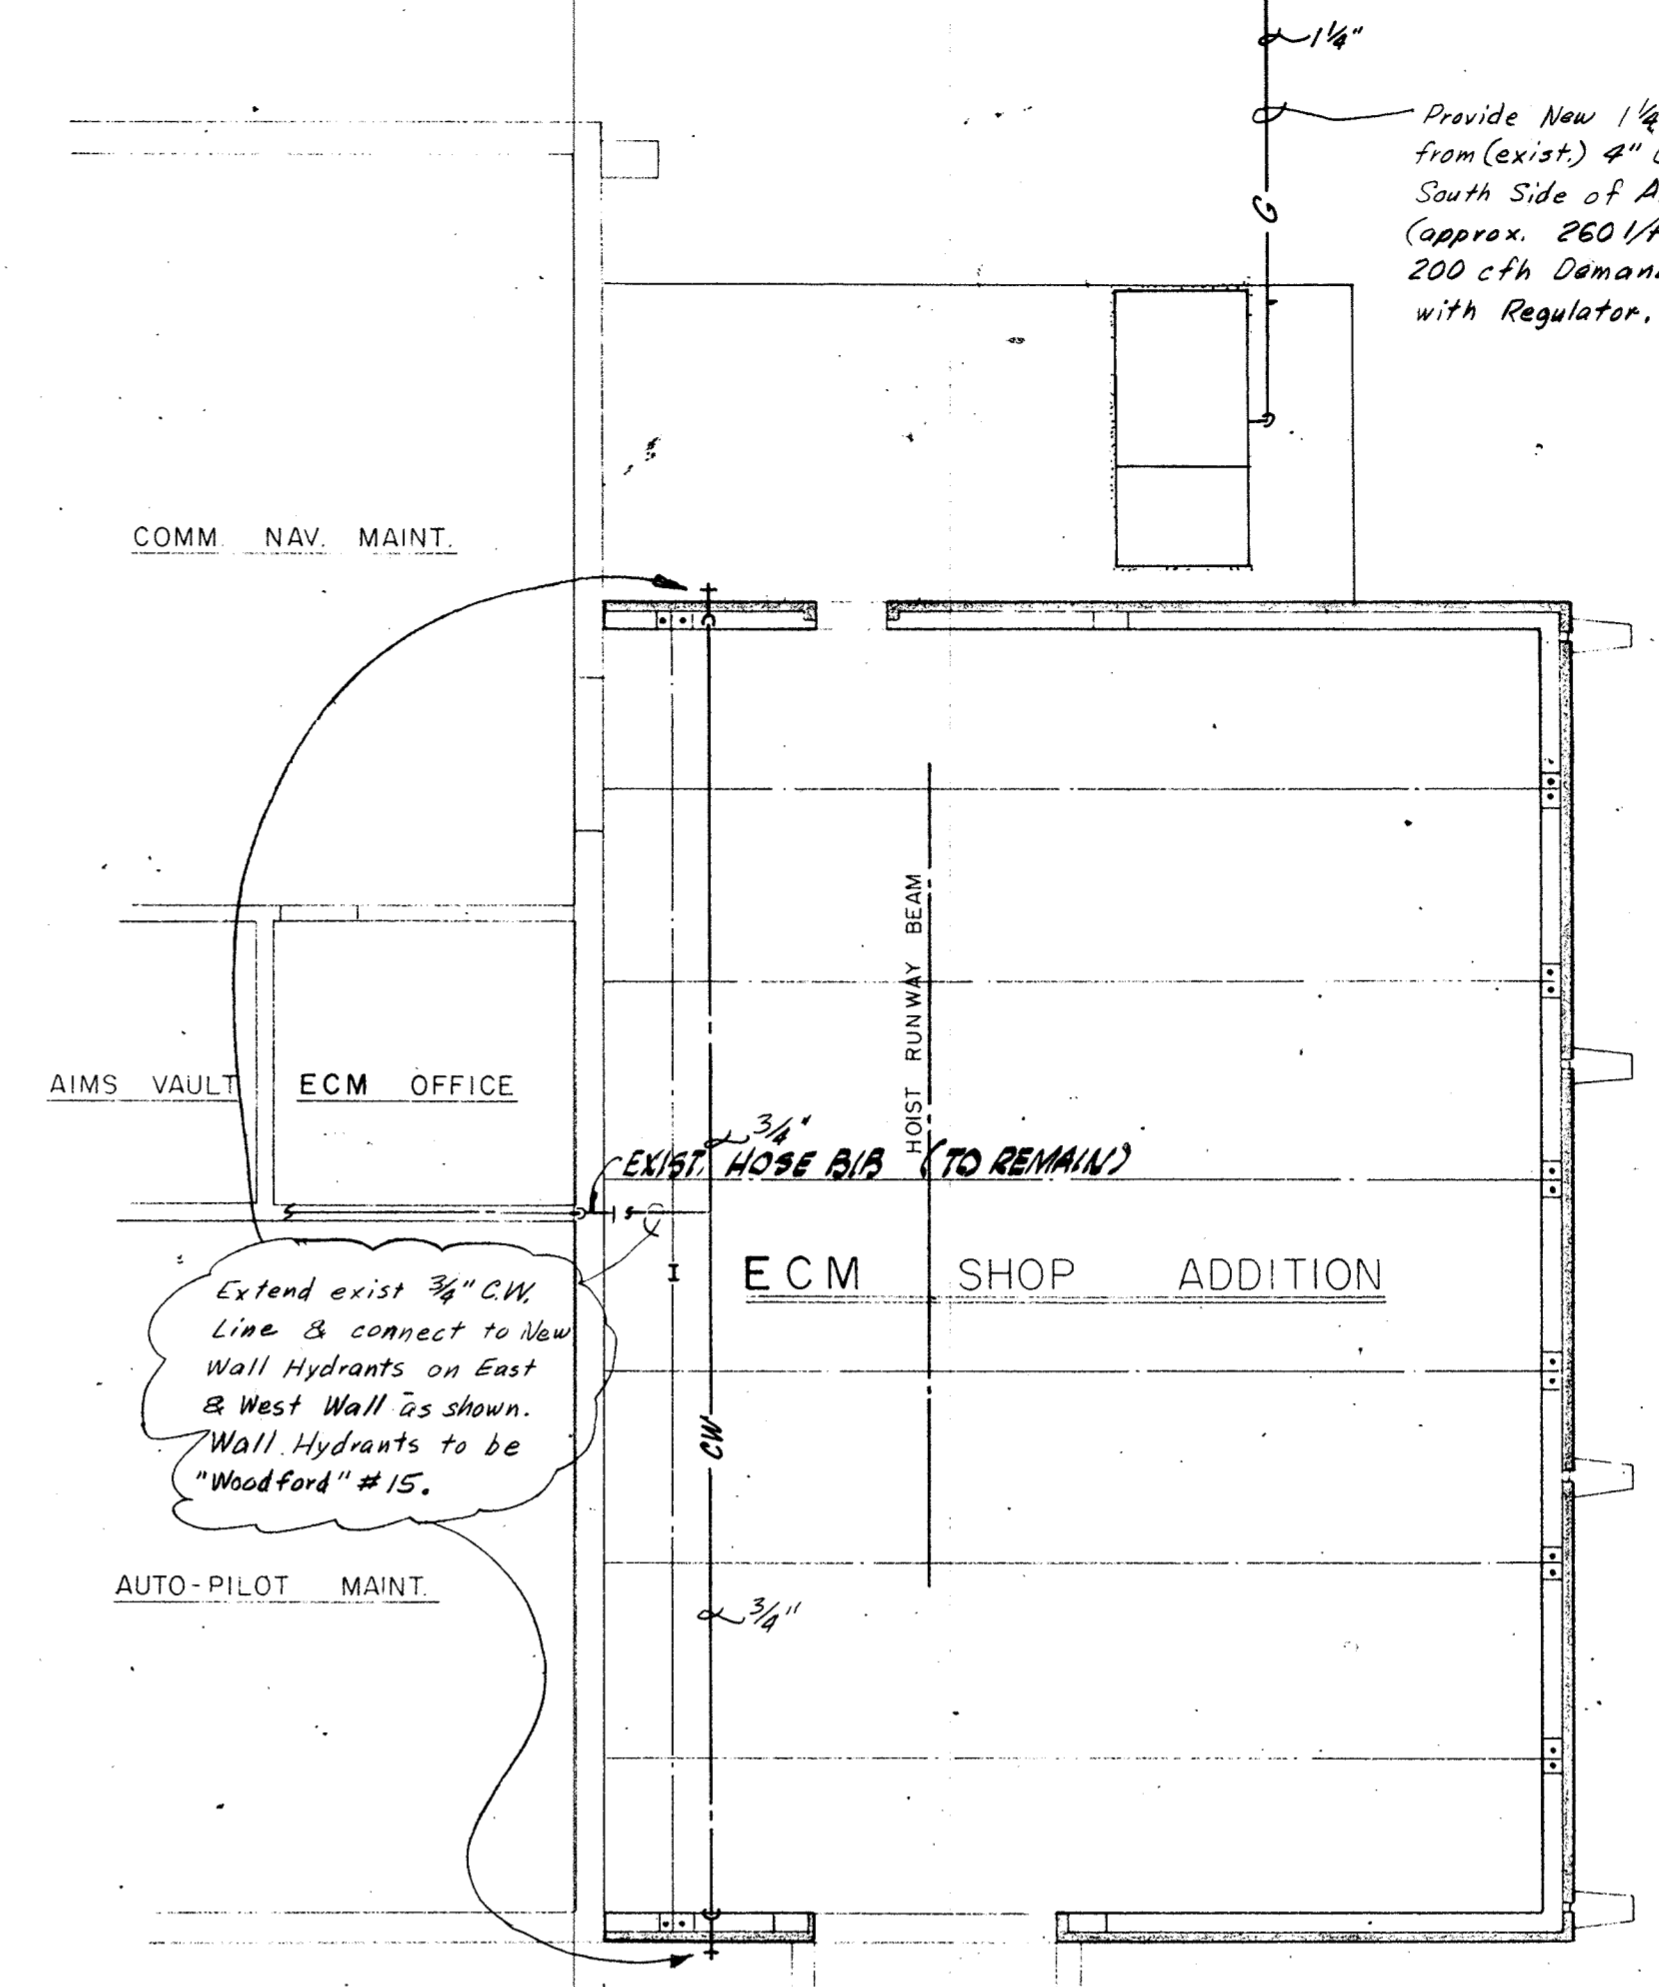 1¼"
Provide New 1¼
from (exist.) 4"
South Side of
(approx. 260
200 cfh
with Regulator.
G
COMM. NAV. MAINT.
HOIST RUNWAY BEAM
AIMS VAULT
ECM OFFICE
3/4"
EXIST. HOSE BIB (TO REMAIN)
I
ECM SHOP ADDITION
Extend exist ¾" C.W.
Line & connect to New
Wall Hydrants on East
& West Wall as shown.
Wall Hydrants to be
"Woodford" #15.
CW
AUTO-PILOT MAINT.
3/4"